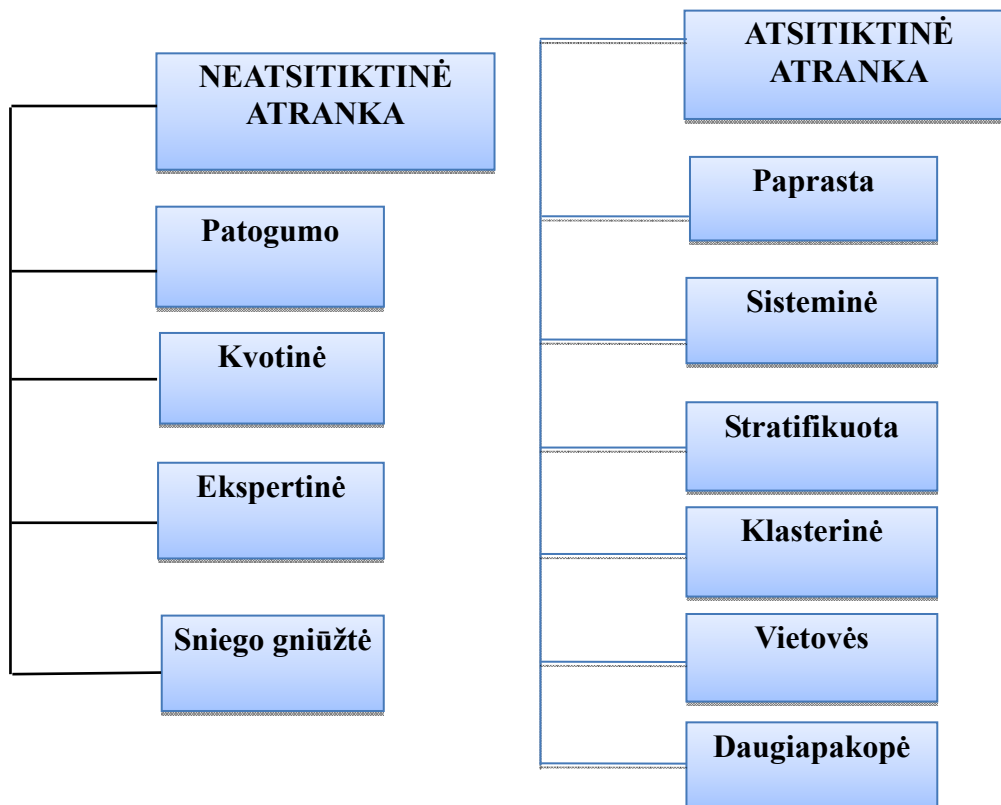 NEATSITIKTINĖ
ATRANKA
Patogumo
Kvotinė
Ekspertinė
Sniego gniūžtė
ATSITIKTINĖ
ATRANKA
Paprasta
Sisteminė
Stratifikuota
Klasterinė
Vietovės
Daugiapakopė